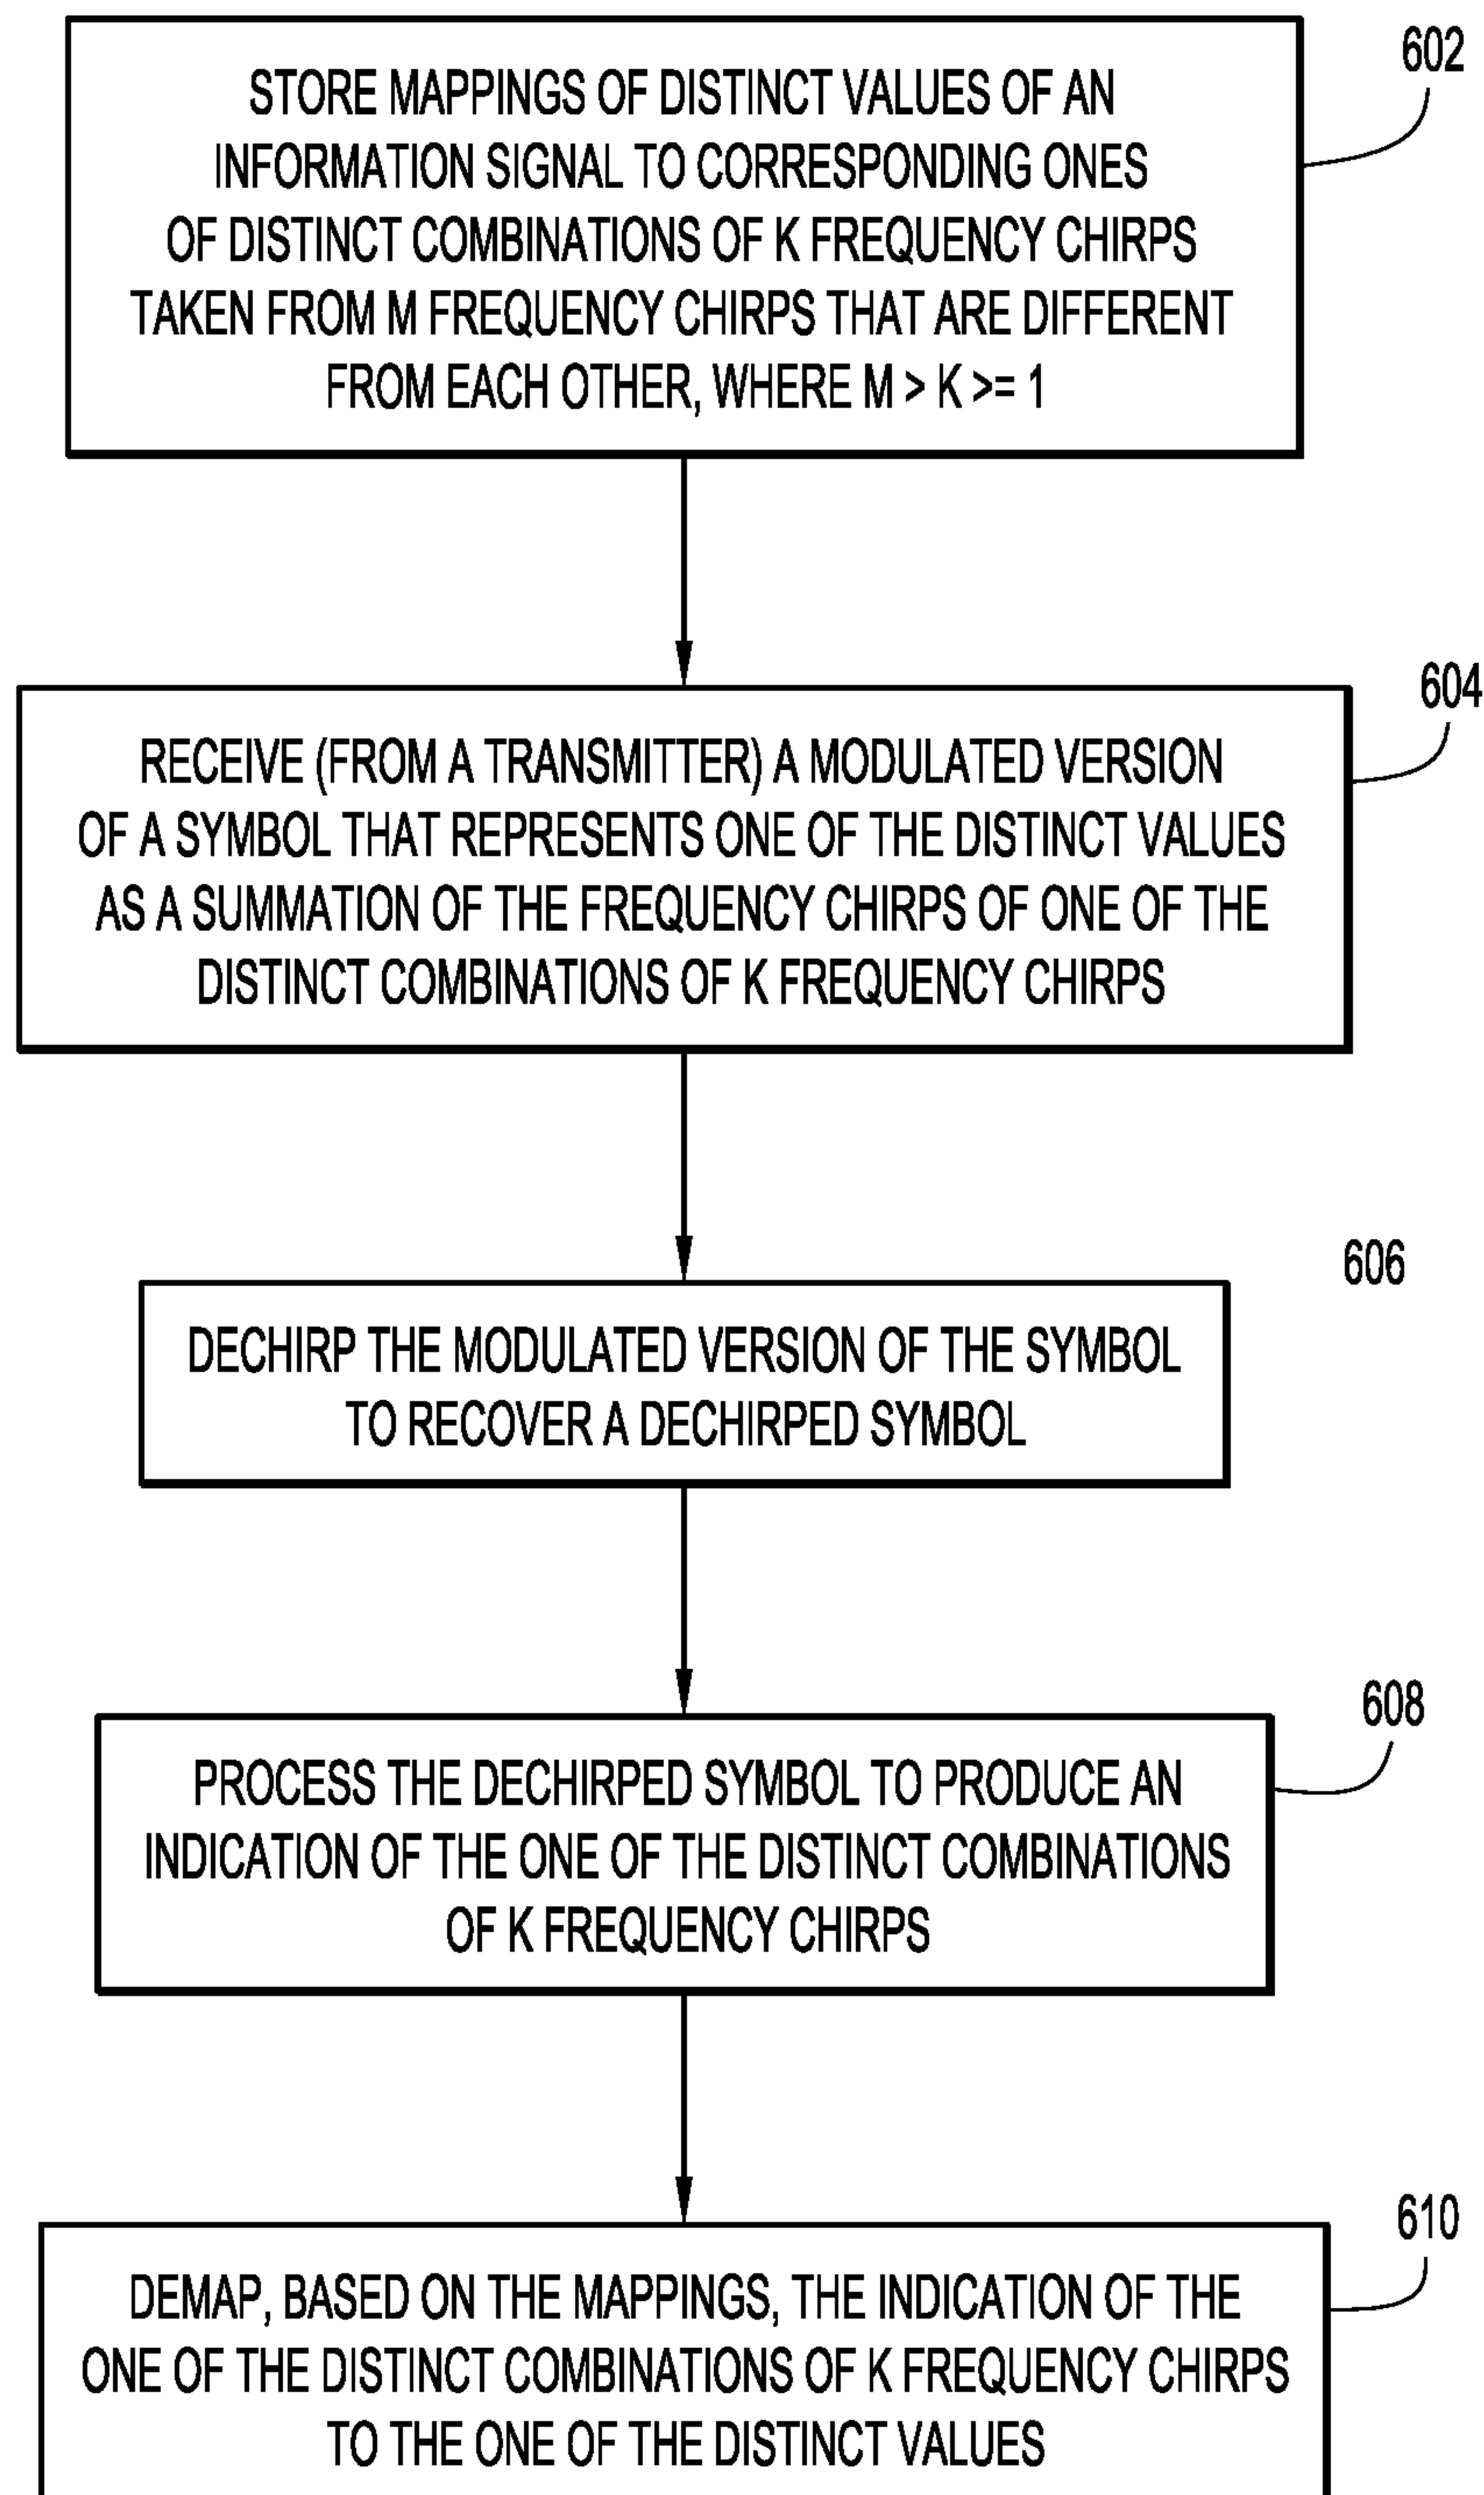 602
STORE MAPPINGS OF DISTINCT VALUES OF AN
INFORMATION SIGNAL TO CORRESPONDING ONES
OF DISTINCT COMBINATIONS OF K FREQUENCY CHIRPS
TAKEN FROM M FREQUENCY CHIRPS THAT ARE DIFFERENT
FROM EACH OTHER, WHERE M > K >= 1
604
RECEIVE (FROM A TRANSMITTER) A MODULATED VERSION
OF A SYMBOL THAT REPRESENTS ONE OF THE DISTINCT VALUES
AS A SUMMATION OF THE FREQUENCY CHIRPS OF ONE OF THE
DISTINCT COMBINATIONS OF K FREQUENCY CHIRPS
606
DECHIRP THE MODULATED VERSION OF THE SYMBOL
TO RECOVER A DECHIRPED SYMBOL
608
PROCESS THE DECHIRPED SYMBOL TO PRODUCE AN
INDICATION OF THE ONE OF THE DISTINCT COMBINATIONS
OF K FREQUENCY CHIRPS
610
DEMAP, BASED ON THE MAPPINGS, THE INDICATION OF THE
ONE OF THE DISTINCT COMBINATIONS OF K FREQUENCY CHIRPS
TO THE ONE OF THE DISTINCT VALUES